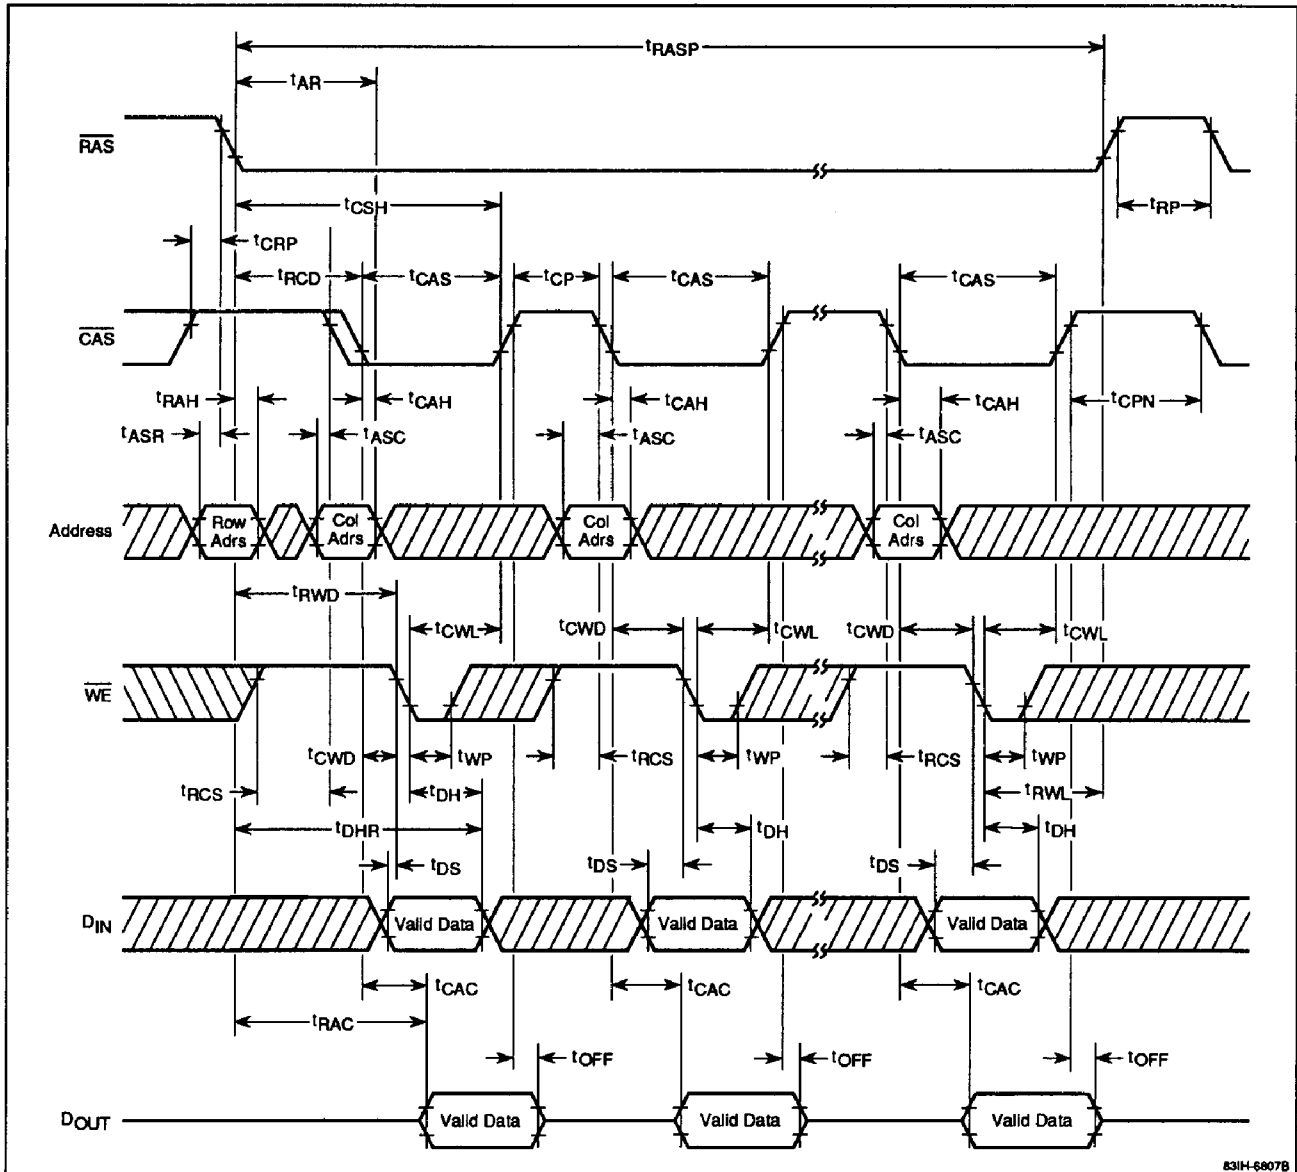 tRASP
tAR
RAS
tCSH
tRP
tCRP
tRCD
tCAS
tCP
tCAS
tCAS
CAS
tRAH
tCAH
tCAH
tCAH
tCPN
tASR
tASC
tASC
tASC
Address
Row Adrs
Col Adrs
Col Adrs
Col Adrs
tRWD
tCWL
tCWD
tCWL
tCWD
tCWL
WE
tCWD
tWP
tRCS
tWP
tRCS
tWP
tRCS
tDH
tRWL
tDHR
tDH
tDH
tDS
tDS
tDS
DIN
Valid Data
Valid Data
Valid Data
tCAC
tCAC
tCAC
tRAC
tOFF
tOFF
tOFF
DOUT
Valid Data
Valid Data
Valid Data
83IH-6807B